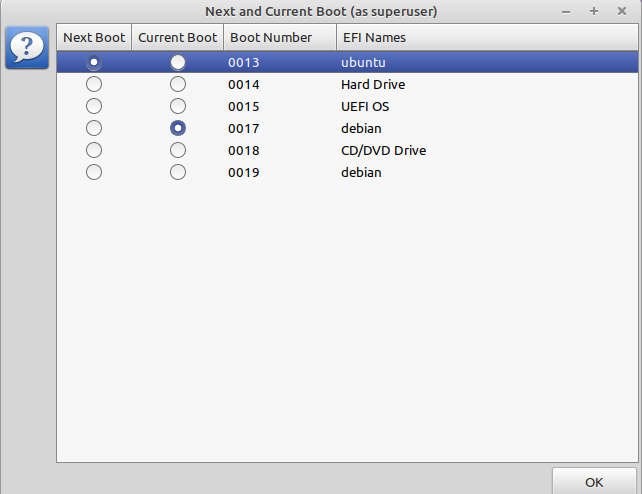 Next and Current Boot (as superuser)
Next Boot Current Boot Boot Number EFI Names
0013 ubuntu
0014 Hard Drive
0015 UEFI OS
0017 debian
0018 CD/DVD Drive
0019 debian
OK